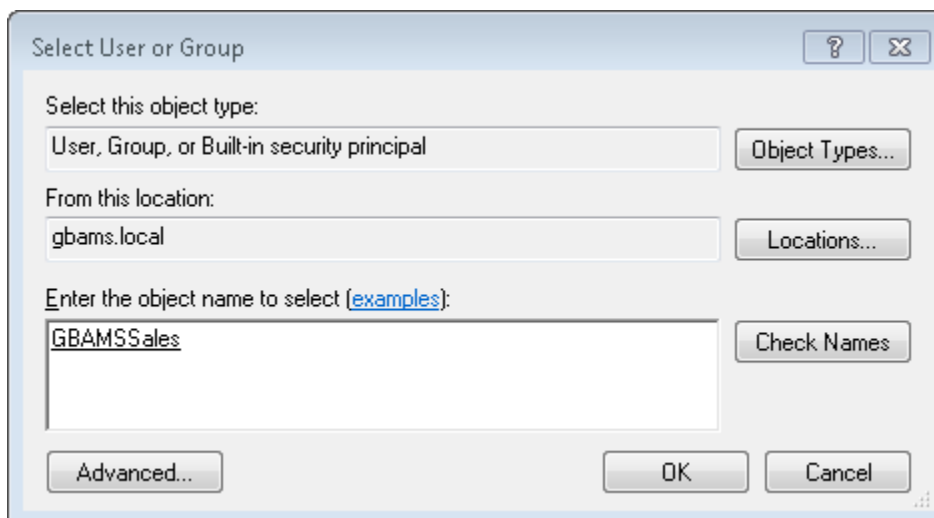 Select User or Group
Select this object type:
User, Group, or Built-in security principal
Object Types...
From this location:
gbams.local
Locations...
Enter the object name to select (examples):
GBAMSSales
Check Names
Advanced...
OK
Cancel